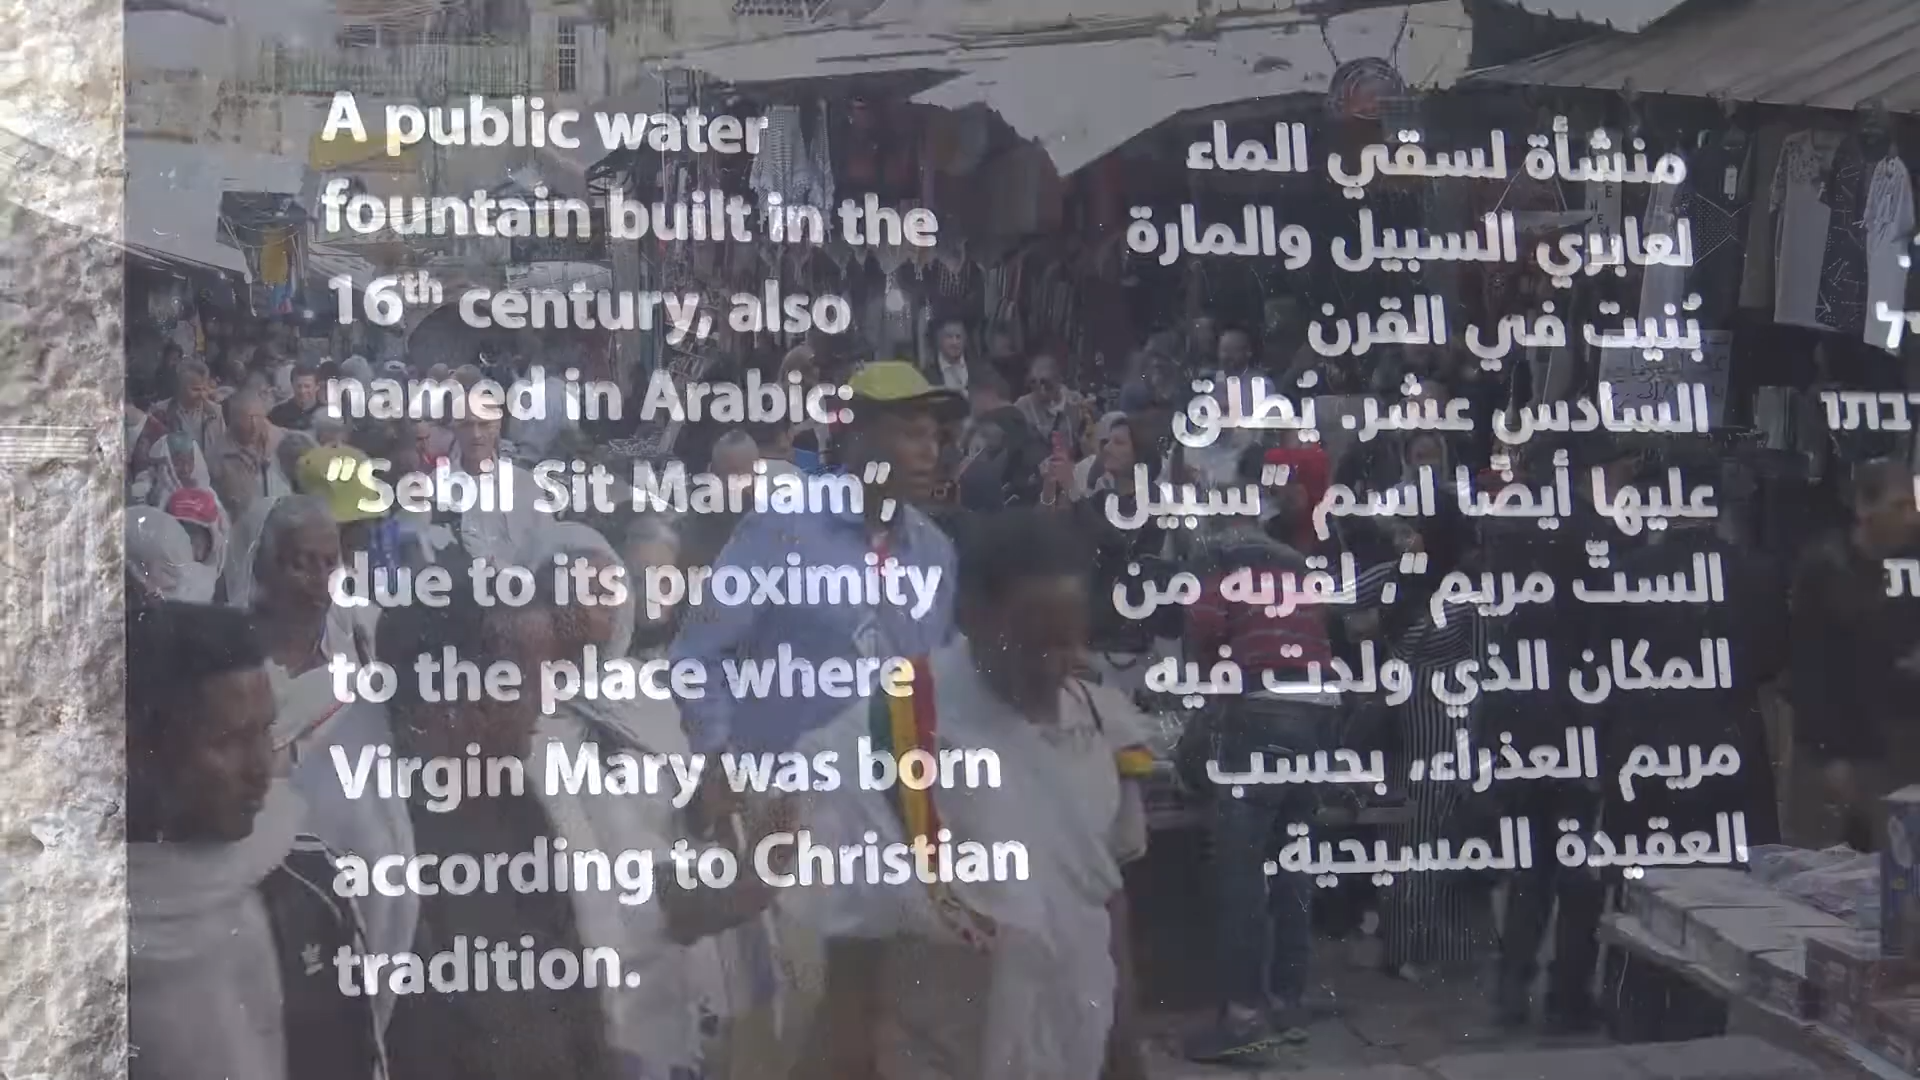 A public water
fountain built in the
16th century, also
named in Arabic:
"Sebil Sit Mariam",
due to its proximity
to the place where
Virgin Mary was born
according to Christian
tradition.
منشأة لسقي الماء
لعابري السبيل والمارة
بُنيت في القرن
السادس عشر. يُطلق
عليها أيضًا اسم "سبيل
الستّ مريم"، لقربه من
المكان الذي ولدت فيه
مريم العذراء، بحسب
العقيدة المسيحية.